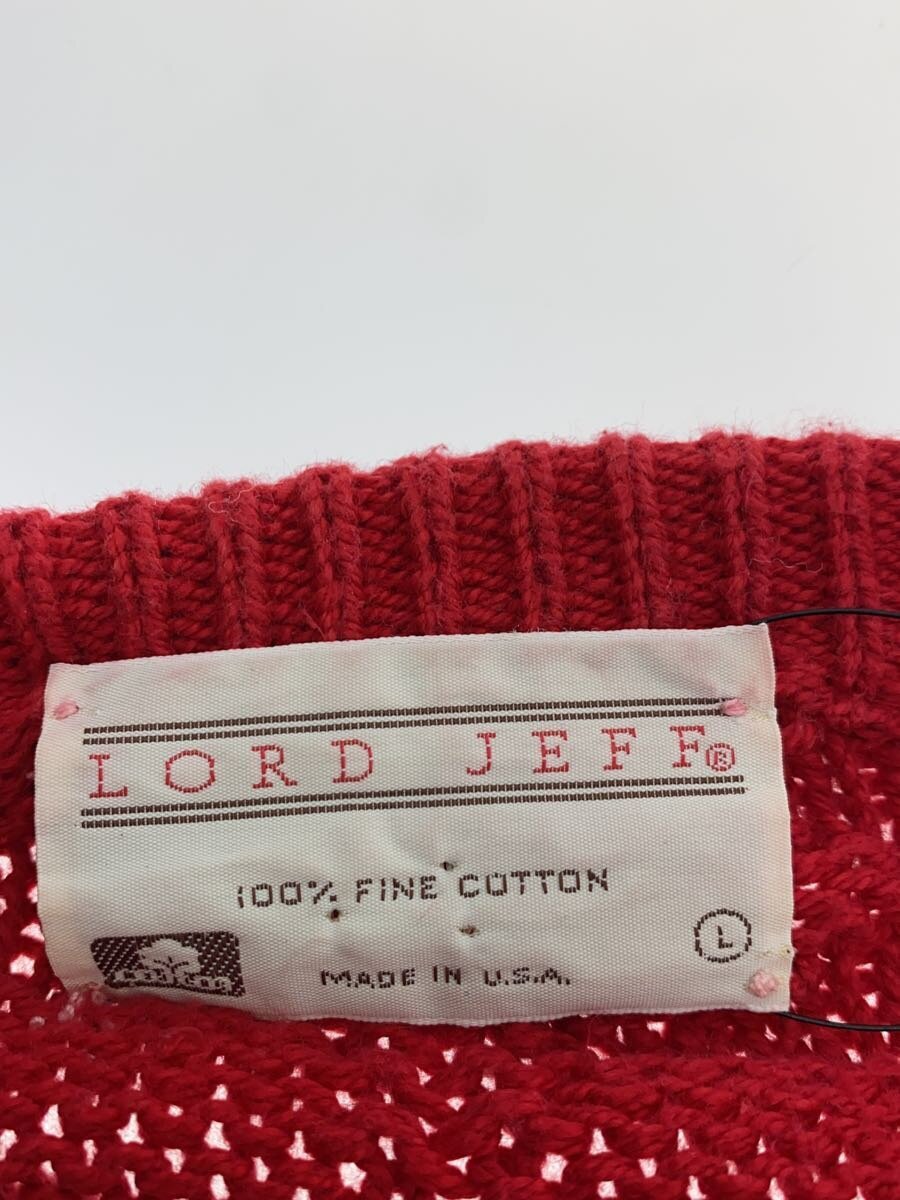 LORD JEFF®
100% FINE COTTON
L
MADE IN U.S.A.